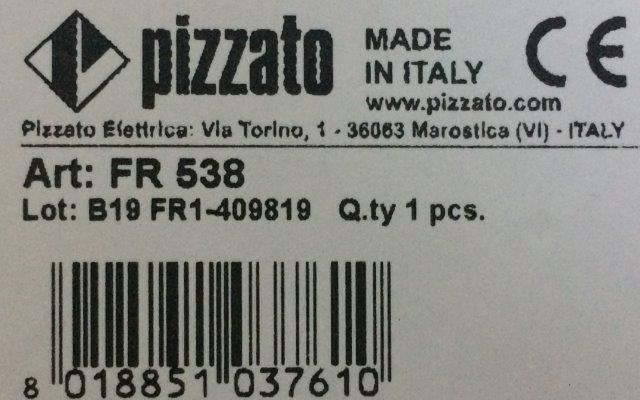 pizzato
MADE
IN ITALY
CE
www.pizzato.com
Pizzato Elettrica: Via Torino, 1 - 36063 Marostica (VI) - ITALY
Art: FR 538
Lot: B19 FR1-409819 Q.ty 1 pcs.
8 018851 037610